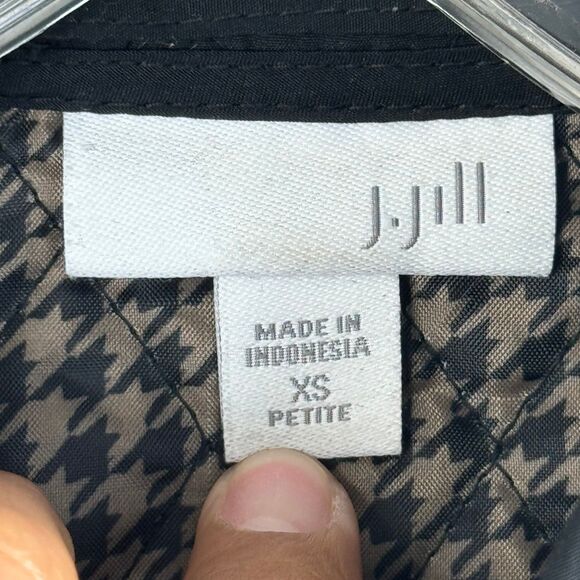 J.Jill
MADE IN
INDONESIA
XS
PETITE